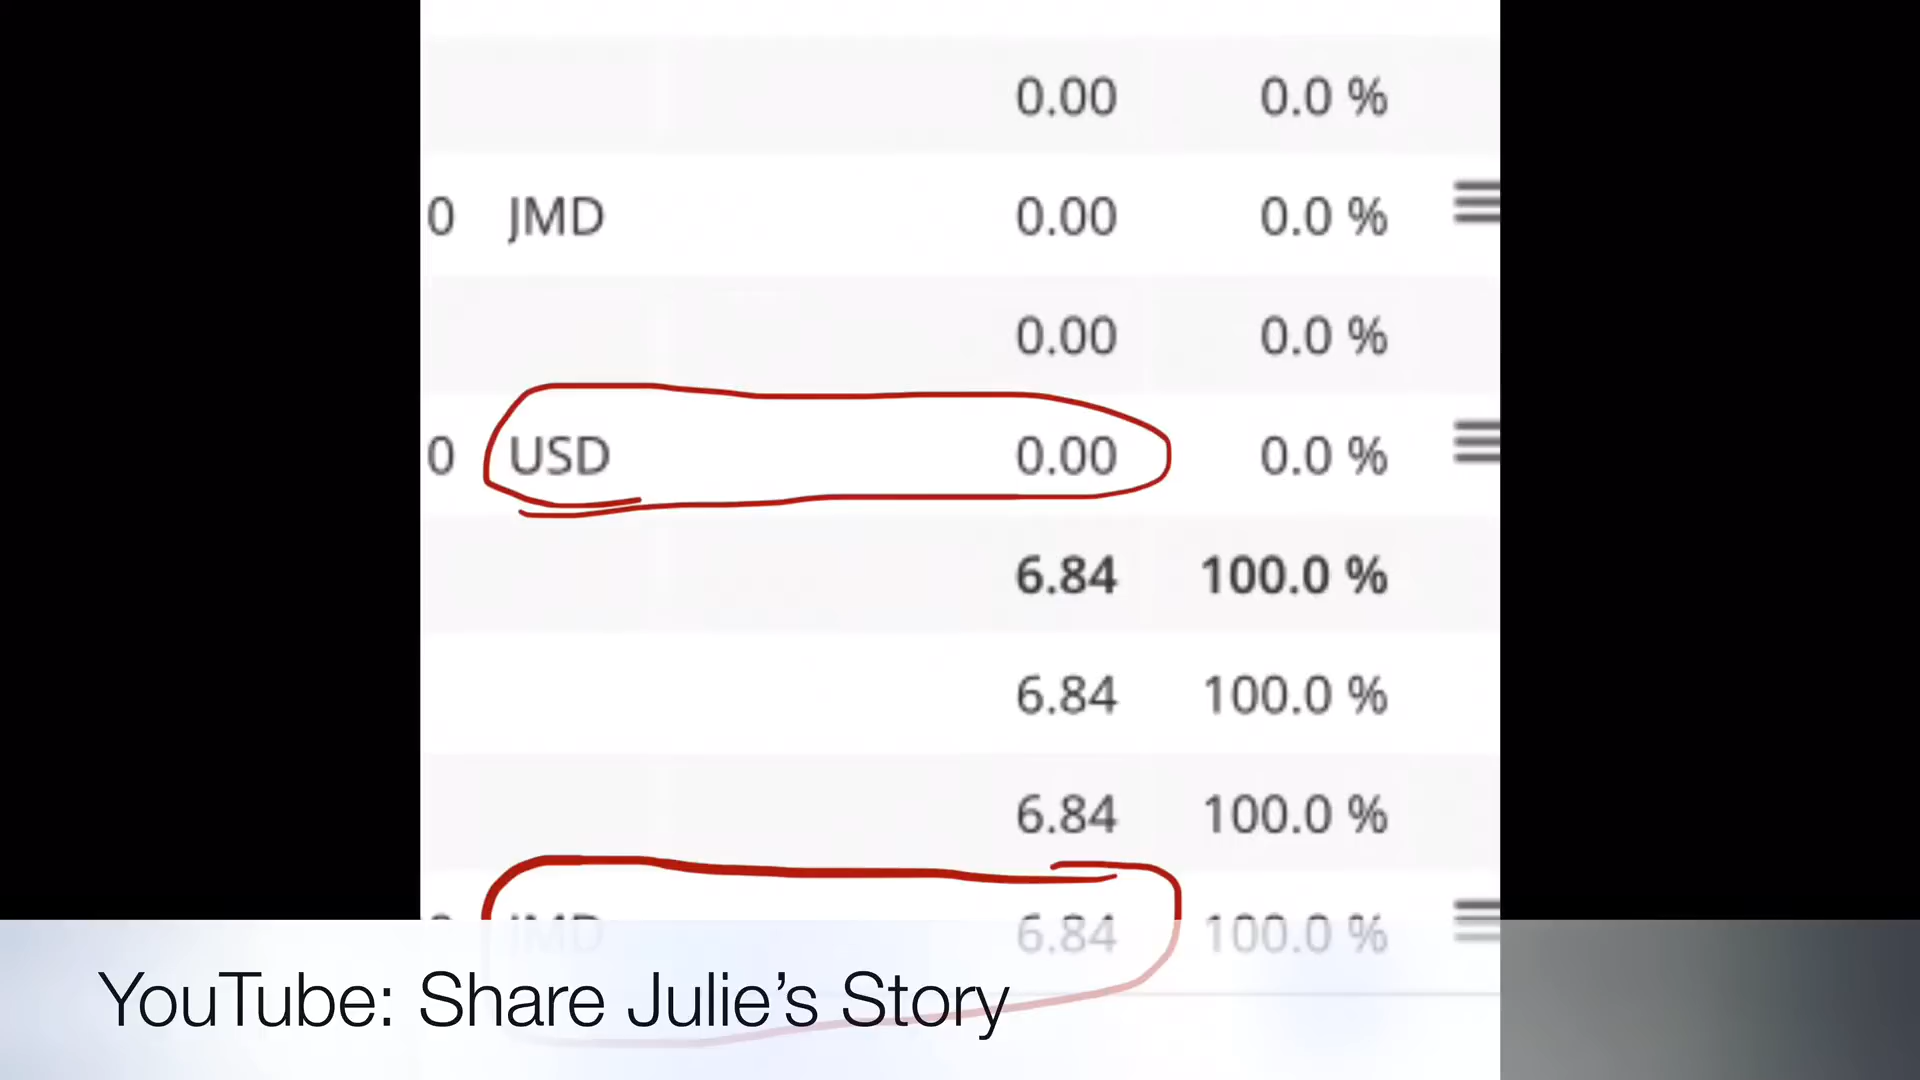 0.00 0.0 %
0 JMD 0.00 0.0 %
0.00 0.0 %
0 USD 0.00 0.0 %
6.84 100.0 %
6.84 100.0 %
6.84 100.0 %
JMD 6.84 100.0 %
YouTube: Share Julie’s Story